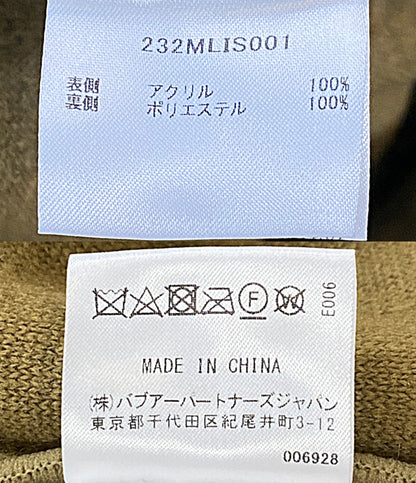 232MLIS001
表側 アクリル 100%
裏側 ポリエステル 100%
F W
E006
MADE IN CHINA
(株)バブアーパートナーズジャパン
東京都千代田区紀尾井町3-12
006928